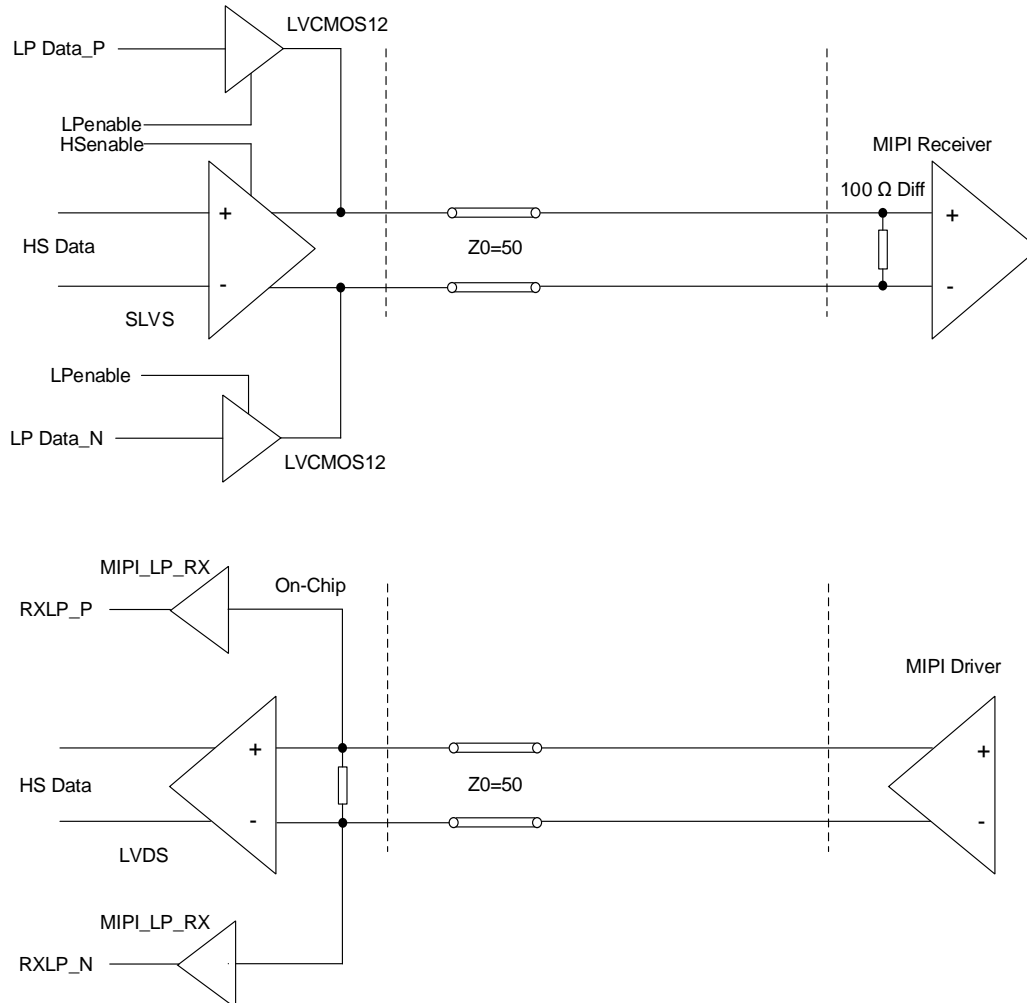 LVCMOS12
LP Data_P
LPenable
HSenable
MIPI Receiver
100 Ω Diff
+
+
HS Data
Z0=50
-
-
SLVS
LPenable
LP Data_N
LVCMOS12
MIPI_LP_RX
On-Chip
RXLP_P
MIPI Driver
+
+
HS Data
Z0=50
-
-
LVDS
MIPI_LP_RX
RXLP_N